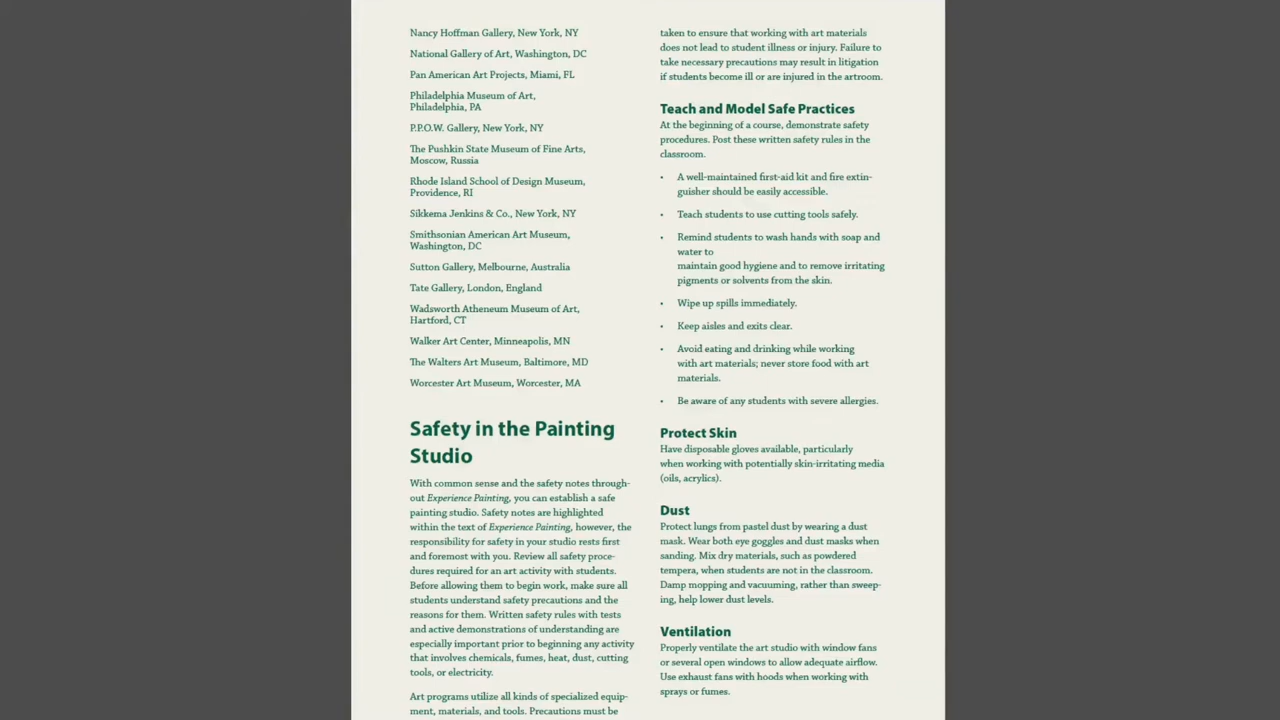 Nancy Hoffman Gallery, New York, NY
National Gallery of Art, Washington, DC
Pan American Art Projects, Miami, FL
Philadelphia Museum of Art,
Philadelphia, PA
P.P.O.W. Gallery, New York, NY
The Pushkin State Museum of Fine Arts,
Moscow, Russia
Rhode Island School of Design Museum,
Providence, RI
Sikkema Jenkins & Co., New York, NY
Smithsonian American Art Museum,
Washington, DC
Sutton Gallery, Melbourne, Australia
Tate Gallery, London, England
Wadsworth Atheneum Museum of Art,
Hartford, CT
Walker Art Center, Minneapolis, MN
The Walters Art Museum, Baltimore, MD
Worcester Art Museum, Worcester, MA
Safety in the Painting
Studio
With common sense and the safety notes through-
out Experience Painting, you can establish a safe
painting studio. Safety notes are highlighted
within the text of Experience Painting, however, the
responsibility for safety in your studio rests first
and foremost with you. Review all safety proce-
dures required for an art activity with students.
Before allowing them to begin work, make sure all
students understand safety precautions and the
reasons for them. Written safety rules with tests
and active demonstrations of understanding are
especially important prior to beginning any activity
that involves chemicals, fumes, heat, dust, cutting
tools, or electricity.
Art programs utilize all kinds of specialized equip-
ment, materials, and tools. Precautions must be
taken to ensure that working with art materials
does not lead to student illness or injury. Failure to
take necessary precautions may result in litigation
if students become ill or are injured in the artroom.
Teach and Model Safe Practices
At the beginning of a course, demonstrate safety
procedures. Post these written safety rules in the
classroom.
• A well-maintained first-aid kit and fire extin-
guisher should be easily accessible.
• Teach students to use cutting tools safely.
• Remind students to wash hands with soap and
water to
maintain good hygiene and to remove irritating
pigments or solvents from the skin.
• Wipe up spills immediately.
• Keep aisles and exits clear.
• Avoid eating and drinking while working
with art materials; never store food with art
materials.
• Be aware of any students with severe allergies.
Protect Skin
Have disposable gloves available, particularly
when working with potentially skin-irritating media
(oils, acrylics).
Dust
Protect lungs from pastel dust by wearing a dust
mask. Wear both eye goggles and dust masks when
sanding. Mix dry materials, such as powdered
tempera, when students are not in the classroom.
Damp mopping and vacuuming, rather than sweep-
ing, help lower dust levels.
Ventilation
Properly ventilate the art studio with window fans
or several open windows to allow adequate airflow.
Use exhaust fans with hoods when working with
sprays or fumes.